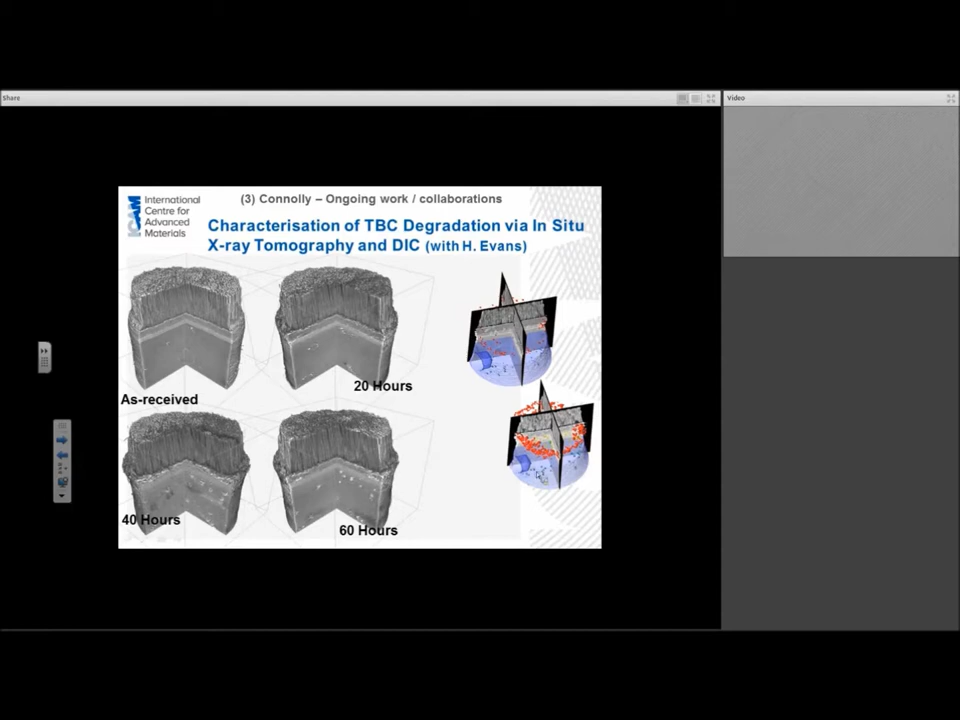 Share
Video
ICAM
International
Centre for
Advanced
Materials
(3) Connolly – Ongoing work / collaborations
Characterisation of TBC Degradation via In Situ
X-ray Tomography and DIC (with H. Evans)
As-received
20 Hours
40 Hours
60 Hours